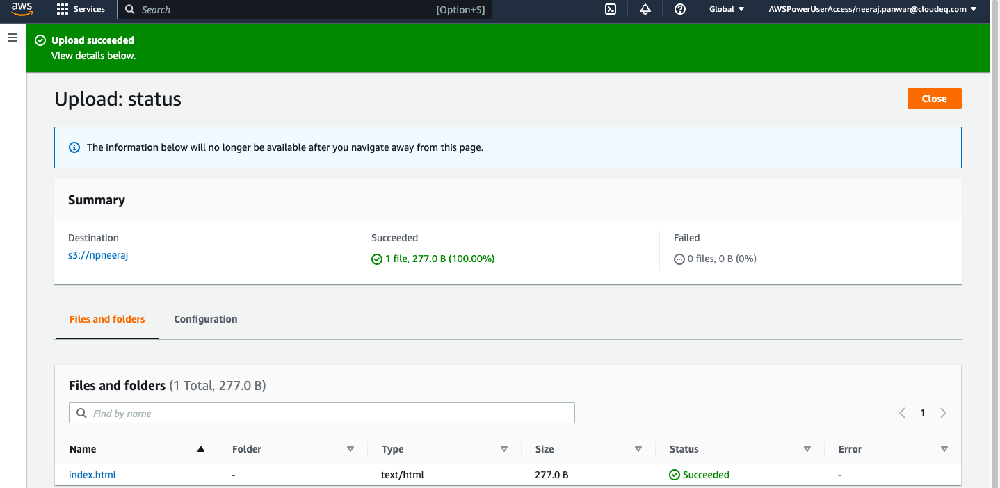 aws
Services
Search
[Option+S]
Global
AWSPowerUserAccess/neeraj.panwar@cloudeq.com
Upload succeeded
View details below.
Upload: status
Close
The information below will no longer be available after you navigate away from this page.
Summary
Destination
s3://npneeraj
Succeeded
1 file, 277.0 B (100.00%)
Failed
0 files, 0 B (0%)
Files and folders
Configuration
Files and folders (1 Total, 277.0 B)
Find by name
1
Name Folder Type Size Status Error
index.html - text/html 277.0 B Succeeded -